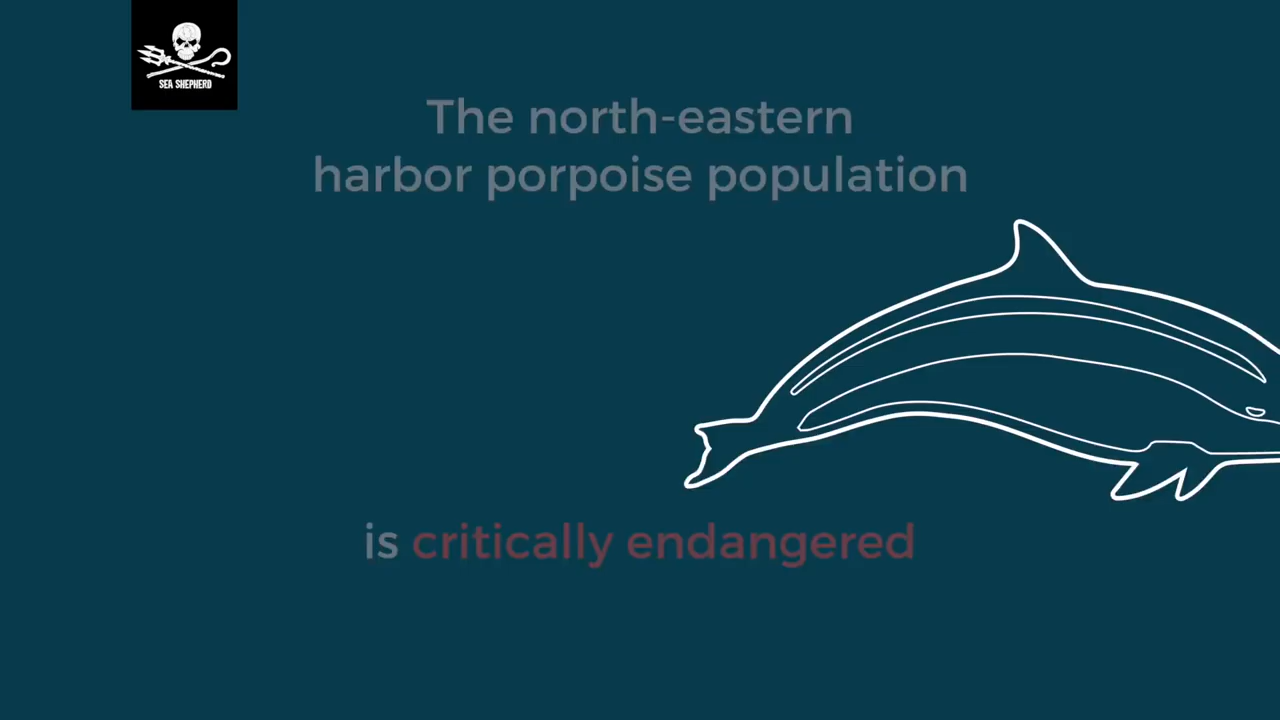 SEA SHEPHERD
The north-eastern
harbor porpoise population
is critically endangered